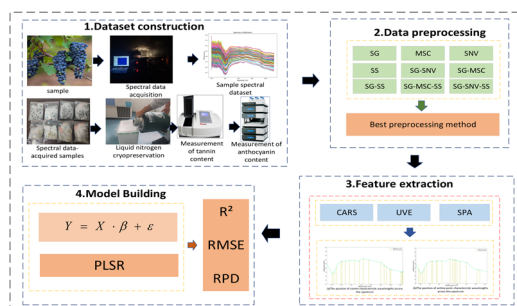 1.Dataset construction
sample
Spectral data
acquisition
Sample spectral
dataset
Spectral data-
acquired samples
Liquid nitrogen
cryopreservation
Measurement
of tannin
content
Measurement of
anthocyanin content
2.Data preprocessing
SG
MSC
SNV
SS
SG-SNV
SG-MSC
SG-SS
SG-MSC-SS
SG-SNV-SS
Best preprocessing method
3.Feature extraction
CARS
UVE
SPA
4.Model Building
Y = X · β + ε
PLSR
R²
RMSE
RPD